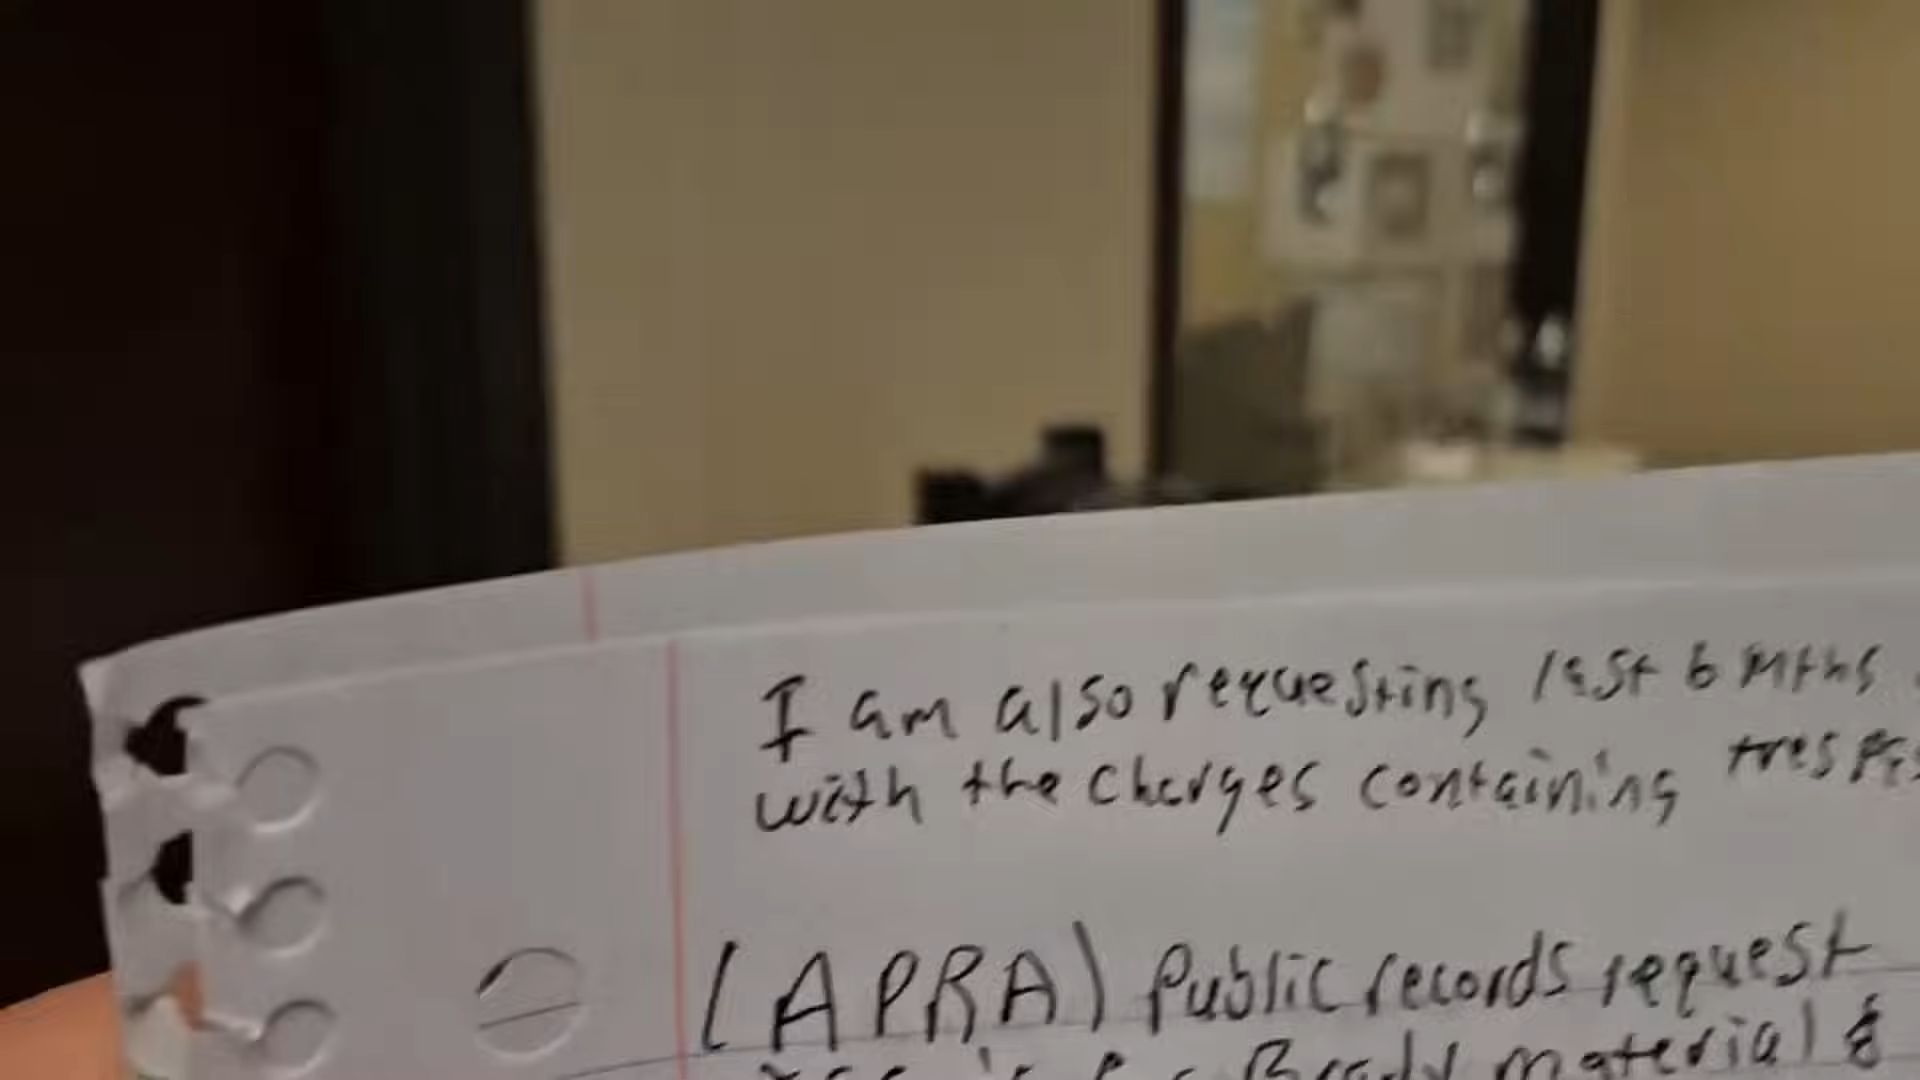 I am also requesting last 6 Mths
with the charges containing
(APRA) Public records request
Brady material &